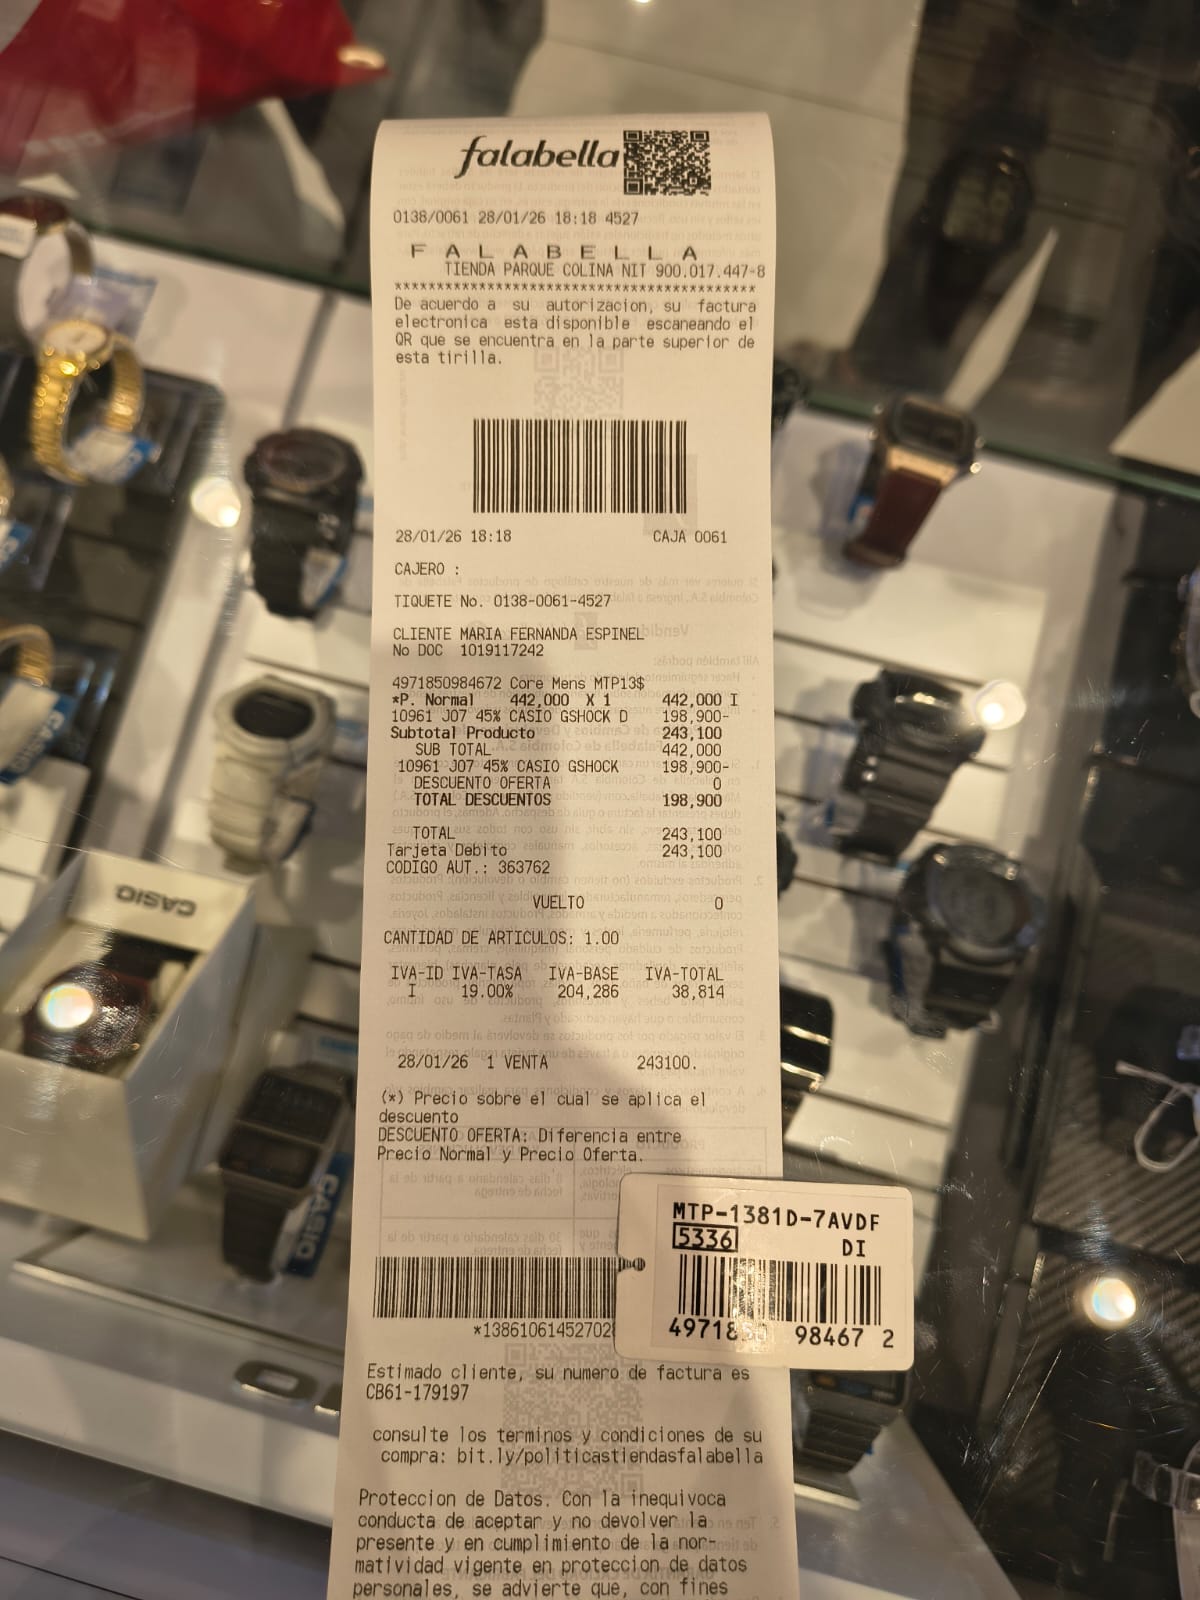 falabella
0138/0061 28/01/26 18:18 4527
F A L A B E L L A
TIENDA PARQUE COLINA NIT 900.017.447-8
******************************************
De acuerdo a su autorizacion, su factura
electronica esta disponible escaneando el
QR que se encuentra en la parte superior de
esta tirilla.
28/01/26 18:18 CAJA 0061
CAJERO :
TIQUETE No. 0138-0061-4527
CLIENTE MARIA FERNANDA ESPINEL
No DOC 1019117242
4971850984672 Core Mens MTP13$
*P. Normal 442,000 X 1 442,000 I
10961 J07 45% CASIO GSHOCK D 198,900-
Subtotal Producto 243,100
SUB TOTAL 442,000
10961 J07 45% CASIO GSHOCK 198,900-
DESCUENTO OFERTA 0
TOTAL DESCUENTOS 198,900
TOTAL 243,100
Tarjeta Debito 243,100
CODIGO AUT.: 363762
VUELTO 0
CANTIDAD DE ARTICULOS: 1.00
IVA-ID IVA-TASA IVA-BASE IVA-TOTAL
I 19.00% 204,286 38,814
28/01/26 1 VENTA 243100.
(*) Precio sobre el cual se aplica el
descuento
DESCUENTO OFERTA: Diferencia entre
Precio Normal y Precio Oferta.
MTP-1381D-7AVDF
5336 DI
98467 2
Estimado cliente, su numero de factura es
CB61-179197
consulte los terminos y condiciones de su
compra: bit.ly/politicastiendasfalabella
Proteccion de Datos. Con la inequivoca
conducta de aceptar y no devolver la
presente y en cumplimiento de la nor-
matividad vigente en proteccion de datos
personales, se advierte que, con fines
CASIO
CASIO